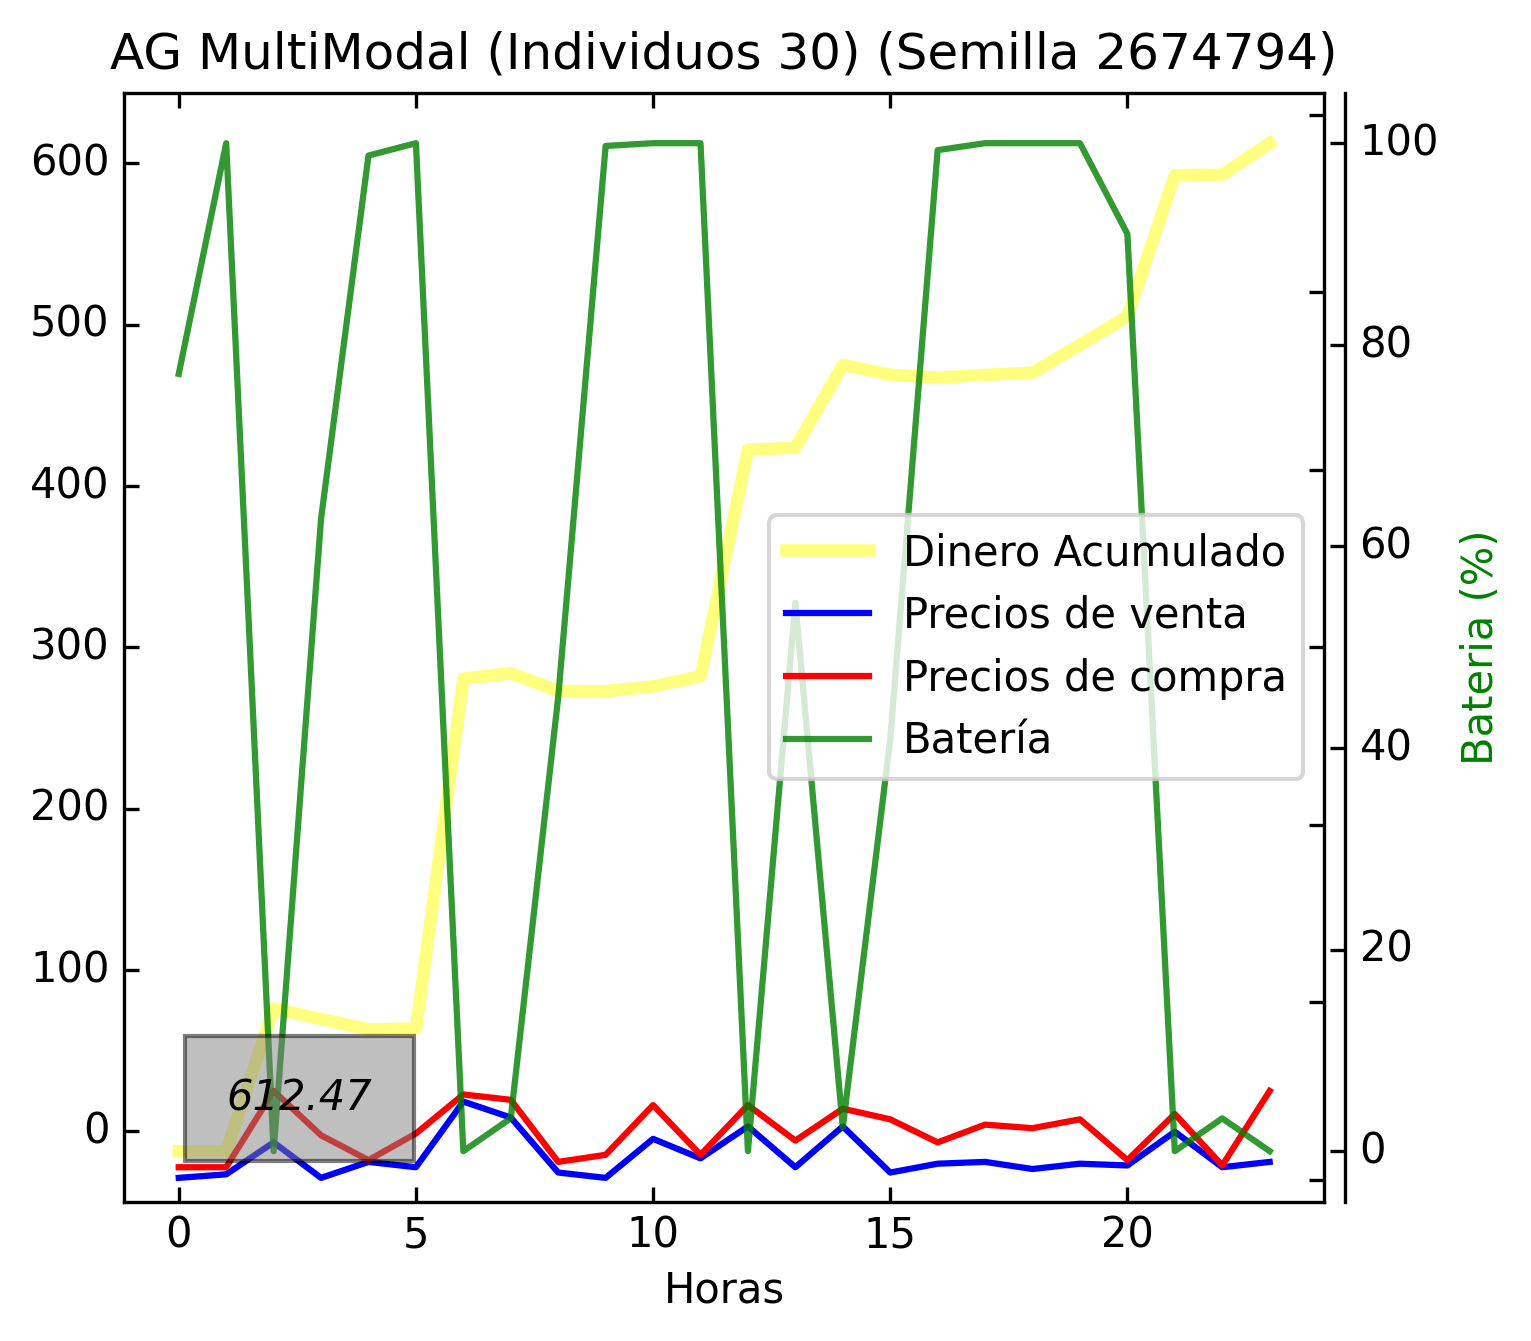 AG MultiModal (Individuos 30) (Semilla 2674794)
600
500
400
300
200
100
0
100
80
60
40
20
0
Bateria (%)
Dinero Acumulado
Precios de venta
Precios de compra
Batería
612.47
0 5 10 15 20
Horas